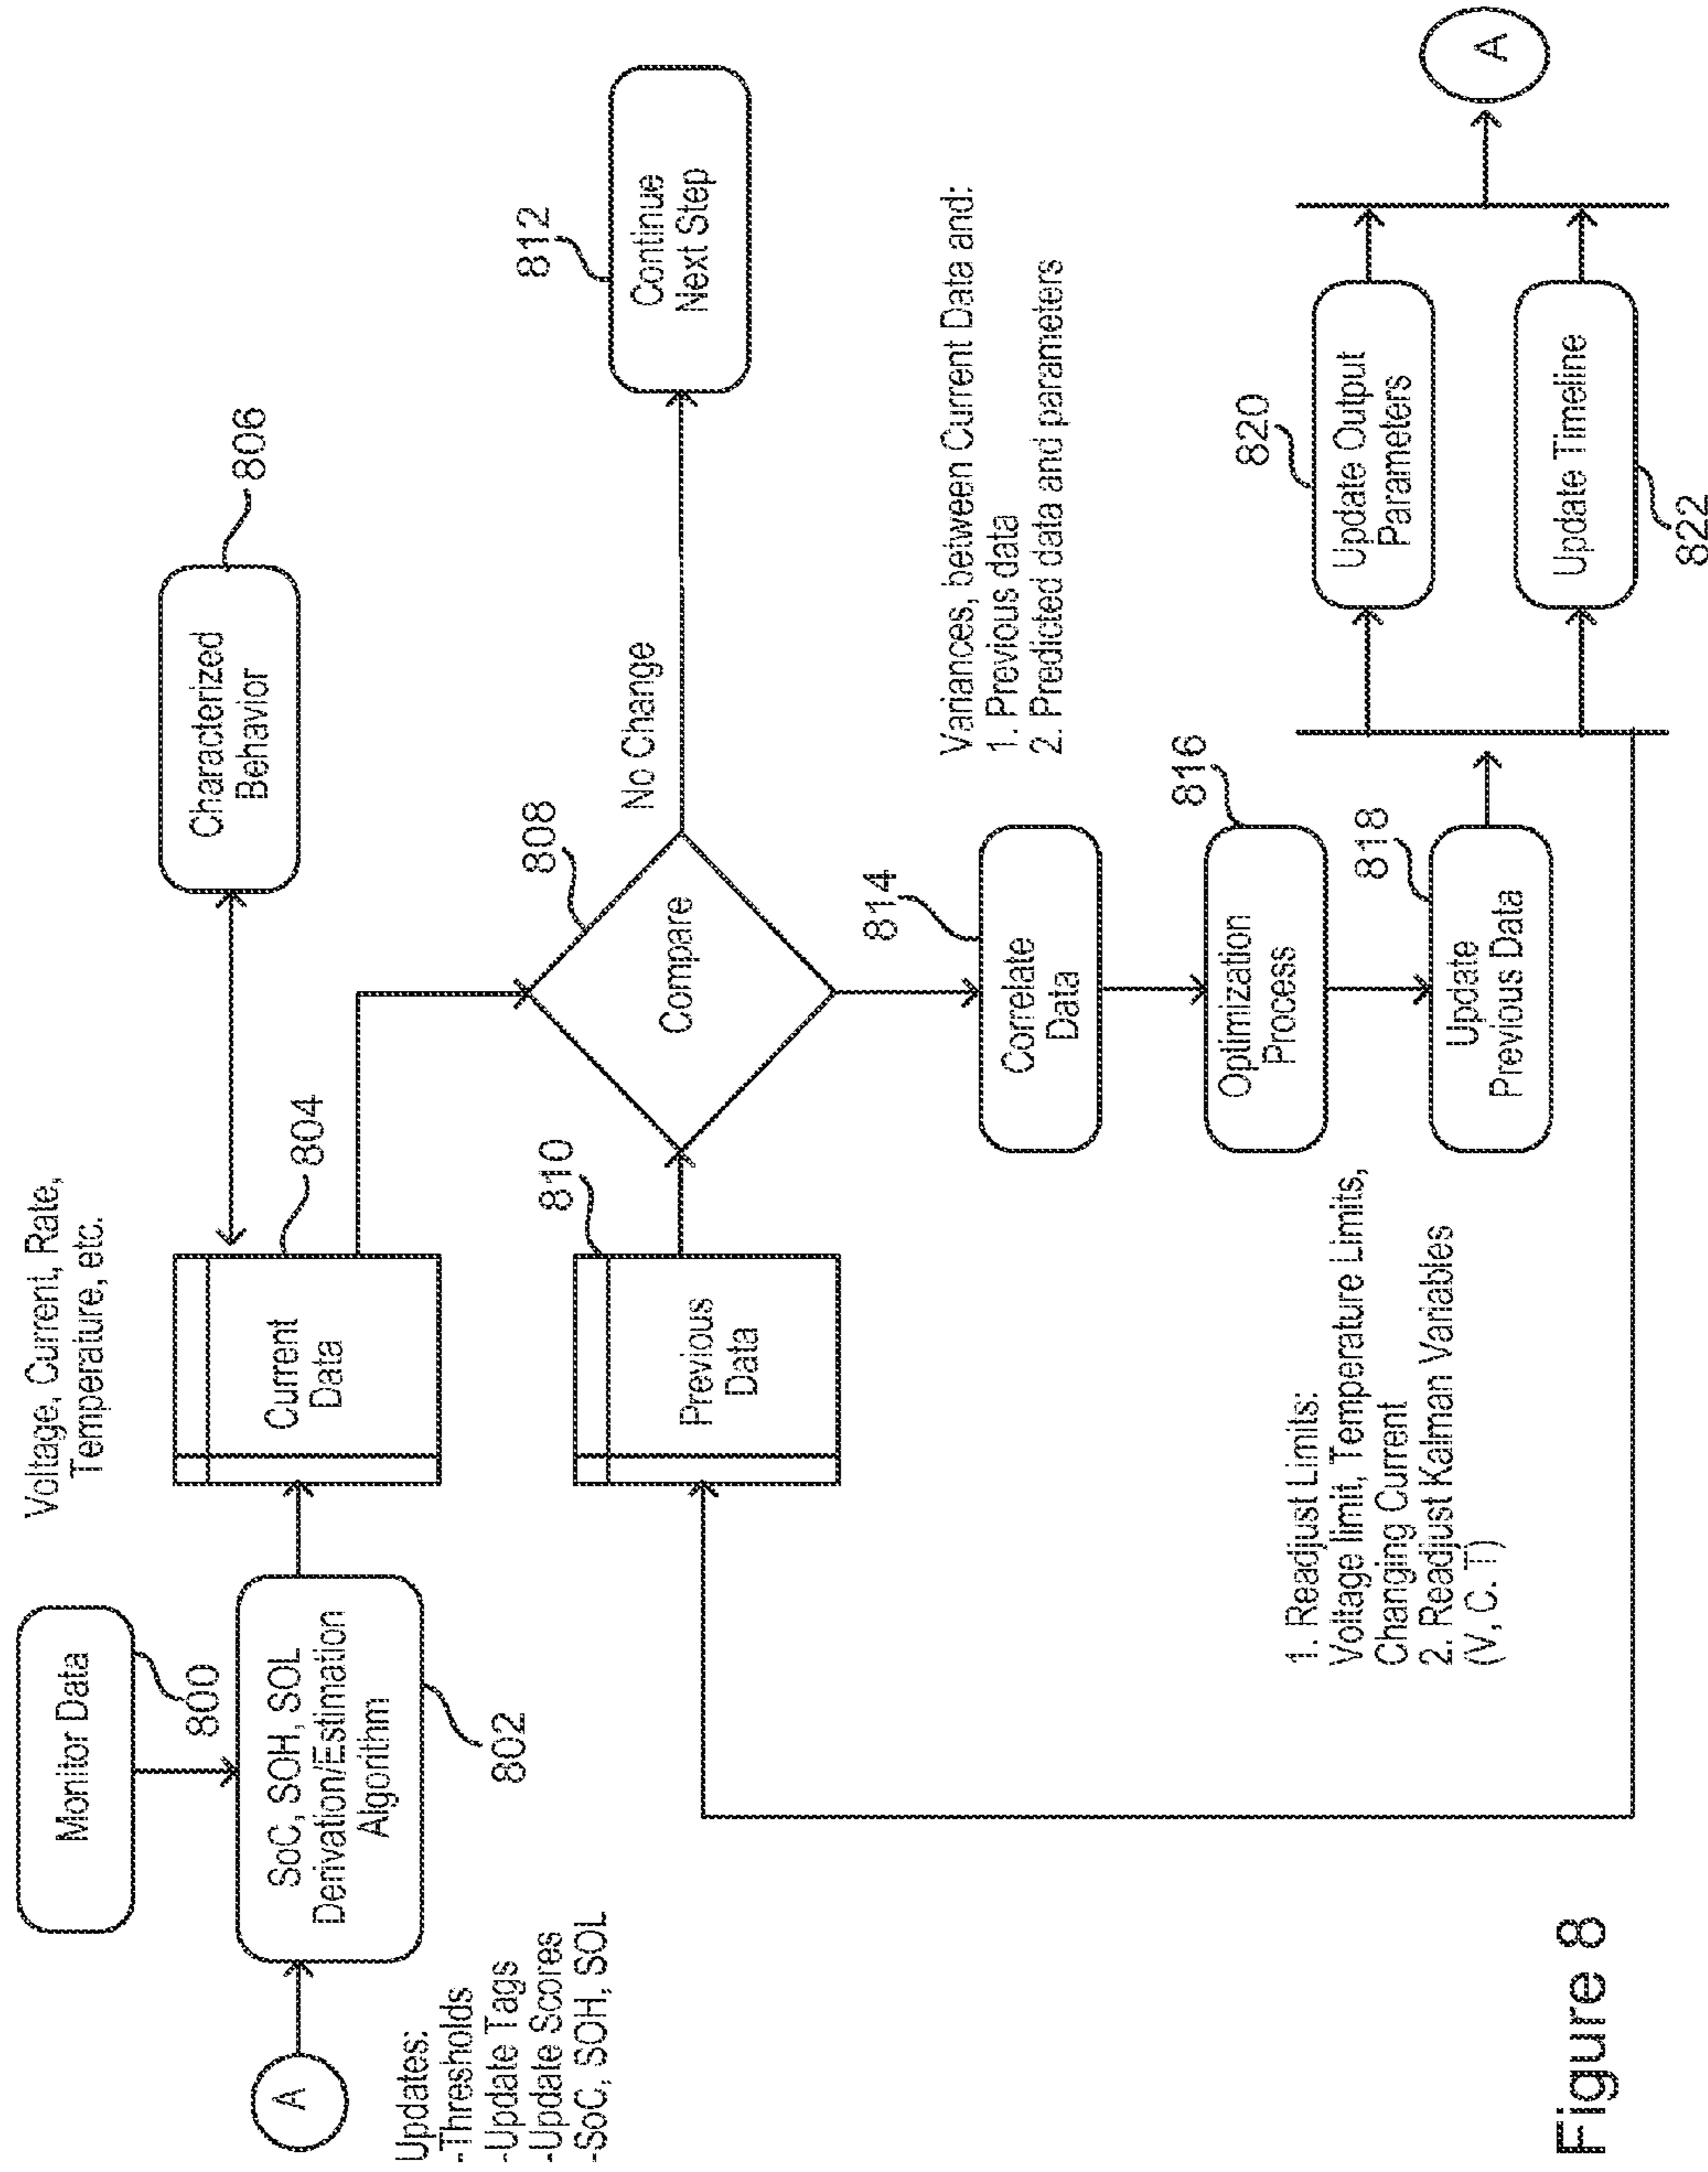 Voltage, Current, Rate,
Temperature, etc.
Monitor Data
800
A
SoC, SOH, SOL
Derivation/Estimation
Algorithm
802
Updates:
-Thresholds
-Update Tags
-Update Scores
-SoC, SOH, SOL
Current
Data
804
Characterized
Behavior
806
Previous
Data
810
Compare
808
No Change
Continue
Next Step
812
Variances, between Current Data and:
1. Previous data
2. Predicted data and parameters
Correlate
Data
814
Optimization
Process
816
Update
Previous Data
818
1. Readjust Limits:
Voltage limit, Temperature Limits,
Changing Current
2. Readjust Kalman Variables
(V, C. T)
Update Output
Parameters
820
Update Timeline
822
A
Figure 8